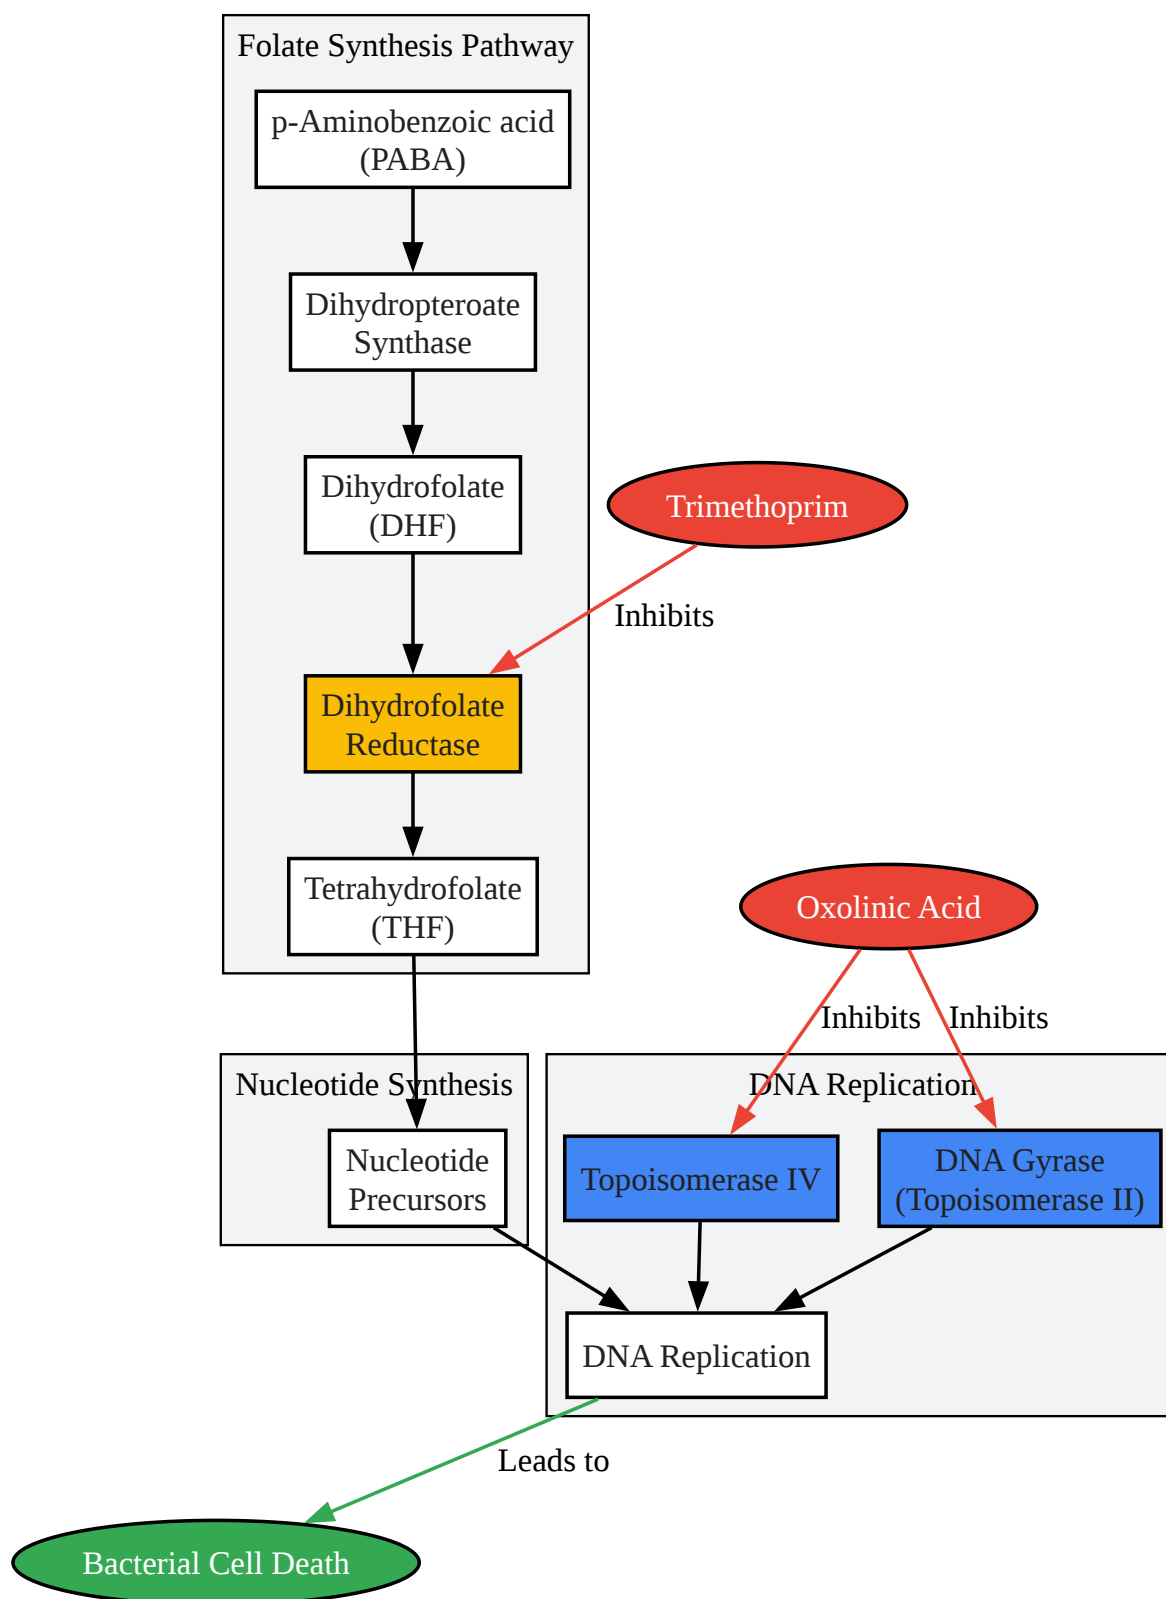 Folate Synthesis Pathway
p-Aminobenzoic acid
(PABA)
Dihydropteroate
Synthase
Dihydrofolate
(DHF)
Trimethoprim
Inhibits
Dihydrofolate
Reductase
Tetrahydrofolate
(THF)
Oxolinic Acid
Inhibits
Inhibits
Nucleotide Synthesis
DNA Replication
Nucleotide
Precursors
Topoisomerase IV
DNA Gyrase
(Topoisomerase II)
DNA Replication
Leads to
Bacterial Cell Death